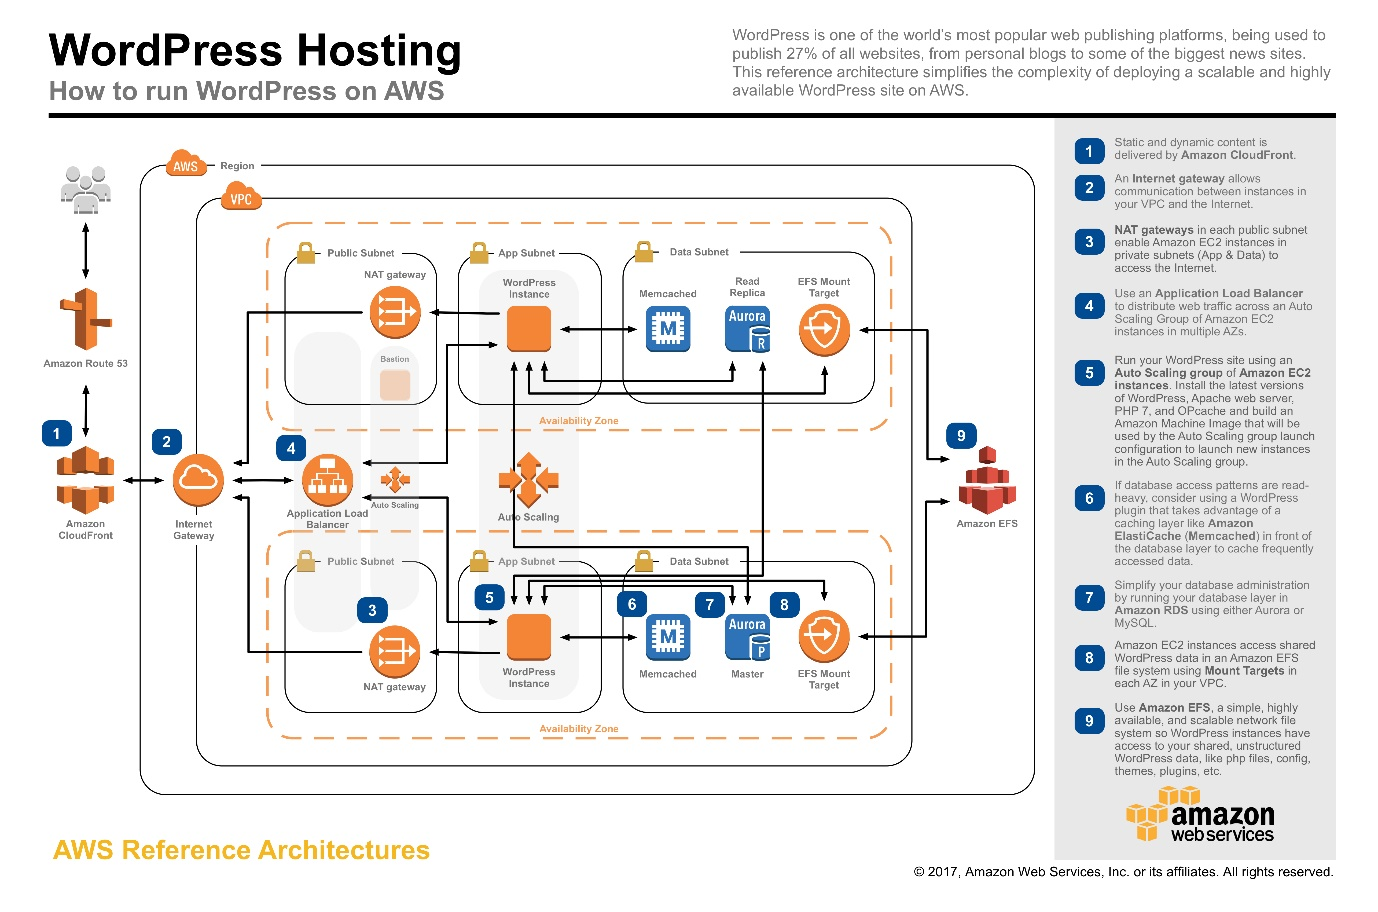 WordPress Hosting
How to run WordPress on AWS
WordPress is one of the world's most popular web publishing platforms, being used to
publish 27% of all websites, from personal blogs to some of the biggest news sites.
This reference architecture simplifies the complexity of deploying a scalable and highly
available WordPress site on AWS.
AWS
Region
VPC
Public Subnet
App Subnet
Data Subnet
NAT gateway
WordPress
Instance
Memcached
Read
Replica
EFS Mount
Target
M
Aurora
R
Bastion
Amazon Route 53
Availability Zone
1
2
4
9
Amazon
CloudFront
Internet
Gateway
Application Load
Balancer
Auto Scaling
Auto Scaling
Amazon EFS
Public Subnet
App Subnet
Data Subnet
3
5
6
7
8
M
Aurora
P
NAT gateway
WordPress
Instance
Memcached
Master
EFS Mount
Target
Availability Zone
1
Static and dynamic content is
delivered by Amazon CloudFront.
2
An Internet gateway allows
communication between instances in
your VPC and the Internet.
3
NAT gateways in each public subnet
enable Amazon EC2 instances in
private subnets (App & Data) to
access the Internet.
4
Use an Application Load Balancer
to distribute web traffic across an Auto
Scaling Group of Amazon EC2
instances in multiple AZs.
5
Run your WordPress site using an
Auto Scaling group of Amazon EC2
instances. Install the latest versions
of WordPress, Apache web server,
PHP 7, and OPcache and build an
Amazon Machine Image that will be
used by the Auto Scaling group launch
configuration to launch new instances
in the Auto Scaling group.
6
If database access patterns are read-
heavy, consider using a WordPress
plugin that takes advantage of a
caching layer like Amazon
ElastiCache (Memcached) in front of
the database layer to cache frequently
accessed data.
7
Simplify your database administration
by running your database layer in
Amazon RDS using either Aurora or
MySQL.
8
Amazon EC2 instances access shared
WordPress data in an Amazon EFS
file system using Mount Targets in
each AZ in your VPC.
9
Use Amazon EFS, a simple, highly
available, and scalable network file
system so WordPress instances have
access to your shared, unstructured
WordPress data, like php files, config,
themes, plugins, etc.
amazon
webservices
AWS Reference Architectures
© 2017, Amazon Web Services, Inc. or its affiliates. All rights reserved.